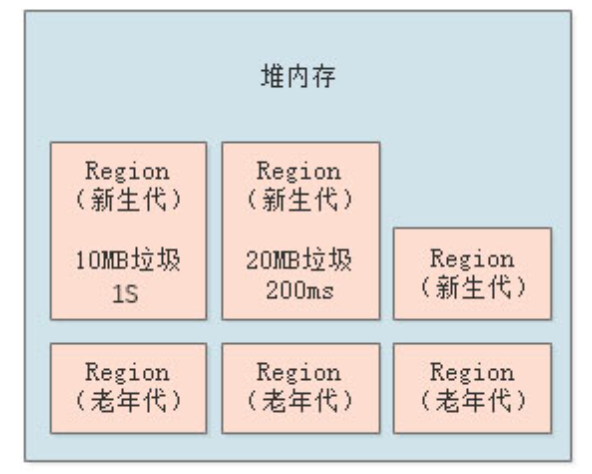 堆内存
Region
(新生代)
10MB垃圾
1S
Region
(新生代)
20MB垃圾
200ms
Region
(新生代)
Region
(老年代)
Region
(老年代)
Region
(老年代)